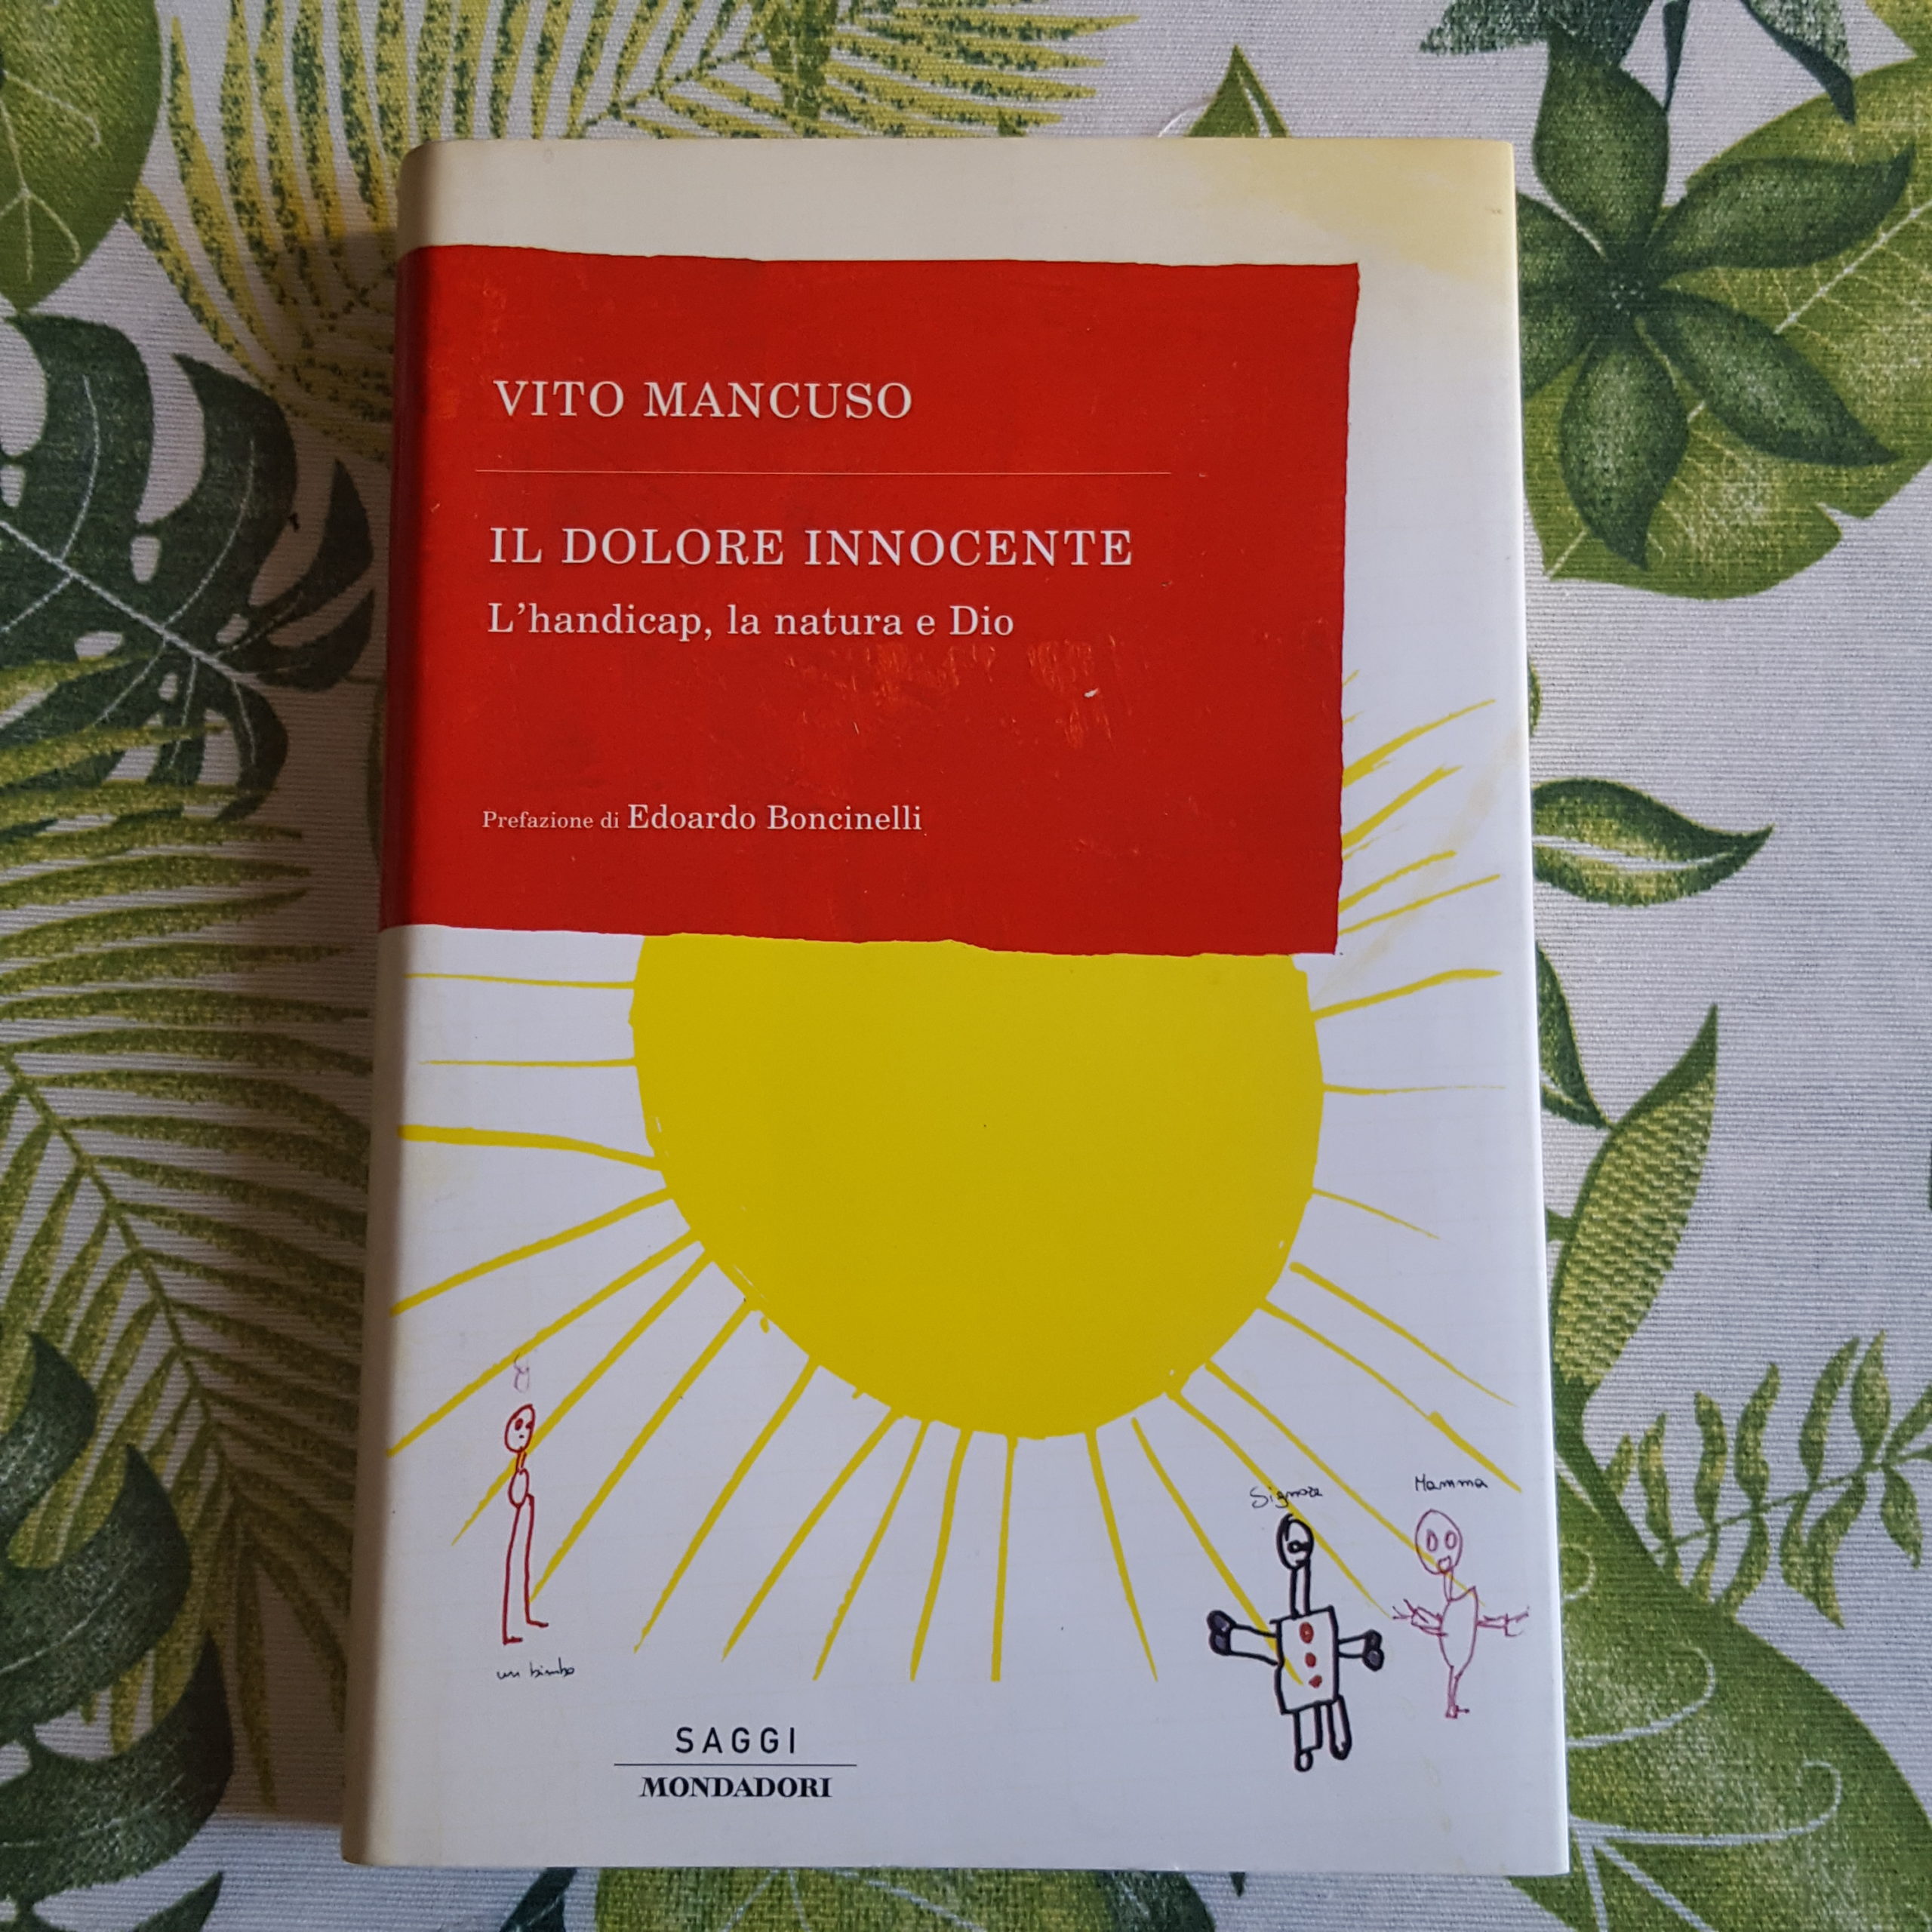 VITO MANCUSO
IL DOLORE INNOCENTE
L'handicap, la natura e Dio
Prefazione di Edoardo Boncinelli
Signore
Mamma
un bimbo
SAGGI
MONDADORI